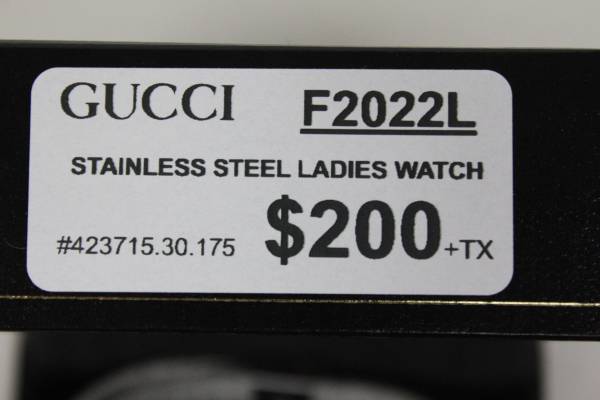 GUCCI F2022L
STAINLESS STEEL LADIES WATCH
#423715.30.175 $200+TX